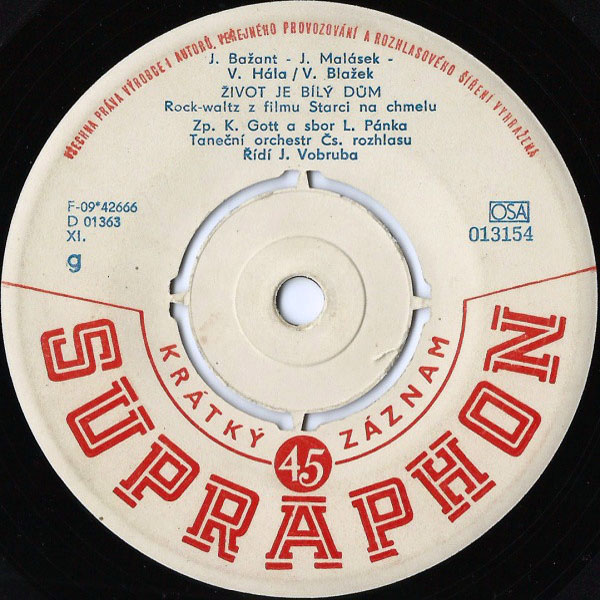 VŠECHNA PRÁVA VÝROBCE I AUTORŮ, VEŘEJNÉHO PROVOZOVÁNÍ A ROZHLASOVÉHO ŠÍŘENÍ VYHRAŽENA
J. Bažant - J. Malásek -
V. Hála / V. Blažek
ŽIVOT JE BÍLÝ DŮM
Rock-waltz z filmu Starci na chmelu
Zp. K. Gott a sbor L. Pánka
Taneční orchestr Čs. rozhlasu
Řídí J. Vobruba
F-09*42666
D 01363
XI.
g
OSA
013154
KRÁTKÝ ZÁZNAM
45
SUPRAPHON